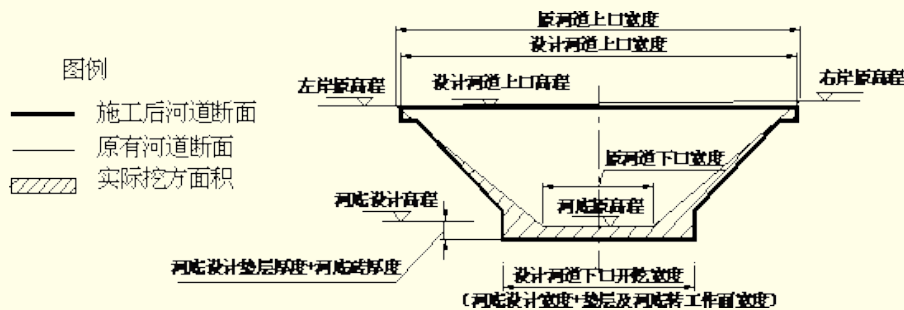 原河道上口宽度
设计河道上口宽度
图例
左岸原高程
设计河道上口高程
右岸原高程
施工后河道断面
原有河道断面
原河道下口宽度
实际挖方面积
河底设计高程
河底原高程
河底设计垫层厚度+河底砖厚度
设计河道下口开挖宽度
（河底设计宽度+垫层及河底砖工作面宽度）